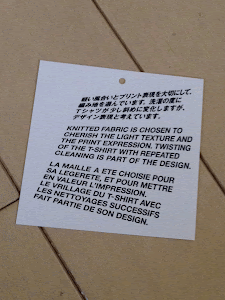 軽い風合いとプリント表現を大切にして、
編み地を選んでいます。洗濯の度に
Tシャツが少し斜めに変化しますが、
デザイン表現と考えています。
KNITTED FABRIC IS CHOSEN TO
CHERISH THE LIGHT TEXTURE AND
THE PRINT EXPRESSION. TWISTING
OF THE T-SHIRT WITH REPEATED
CLEANING IS PART OF THE DESIGN.
LA MAILLE A ETE CHOISIE POUR
SA LEGERETE, ET POUR METTRE
EN VALEUR L'IMPRESSION.
LE VRILLAGE DU T-SHIRT AVEC
LES NETTOYAGES SUCCESSIFS
FAIT PARTIE DE SON DESIGN.